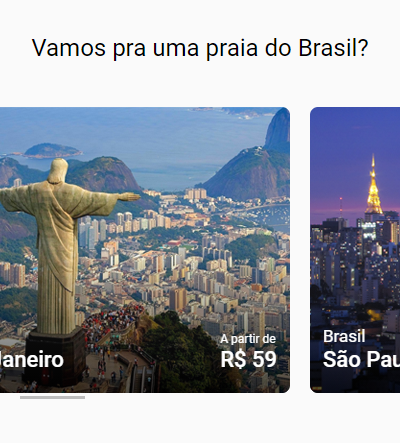 Vamos pra uma praia do Brasil?
A partir de
Janeiro
R$ 59
Brasil
São Pau